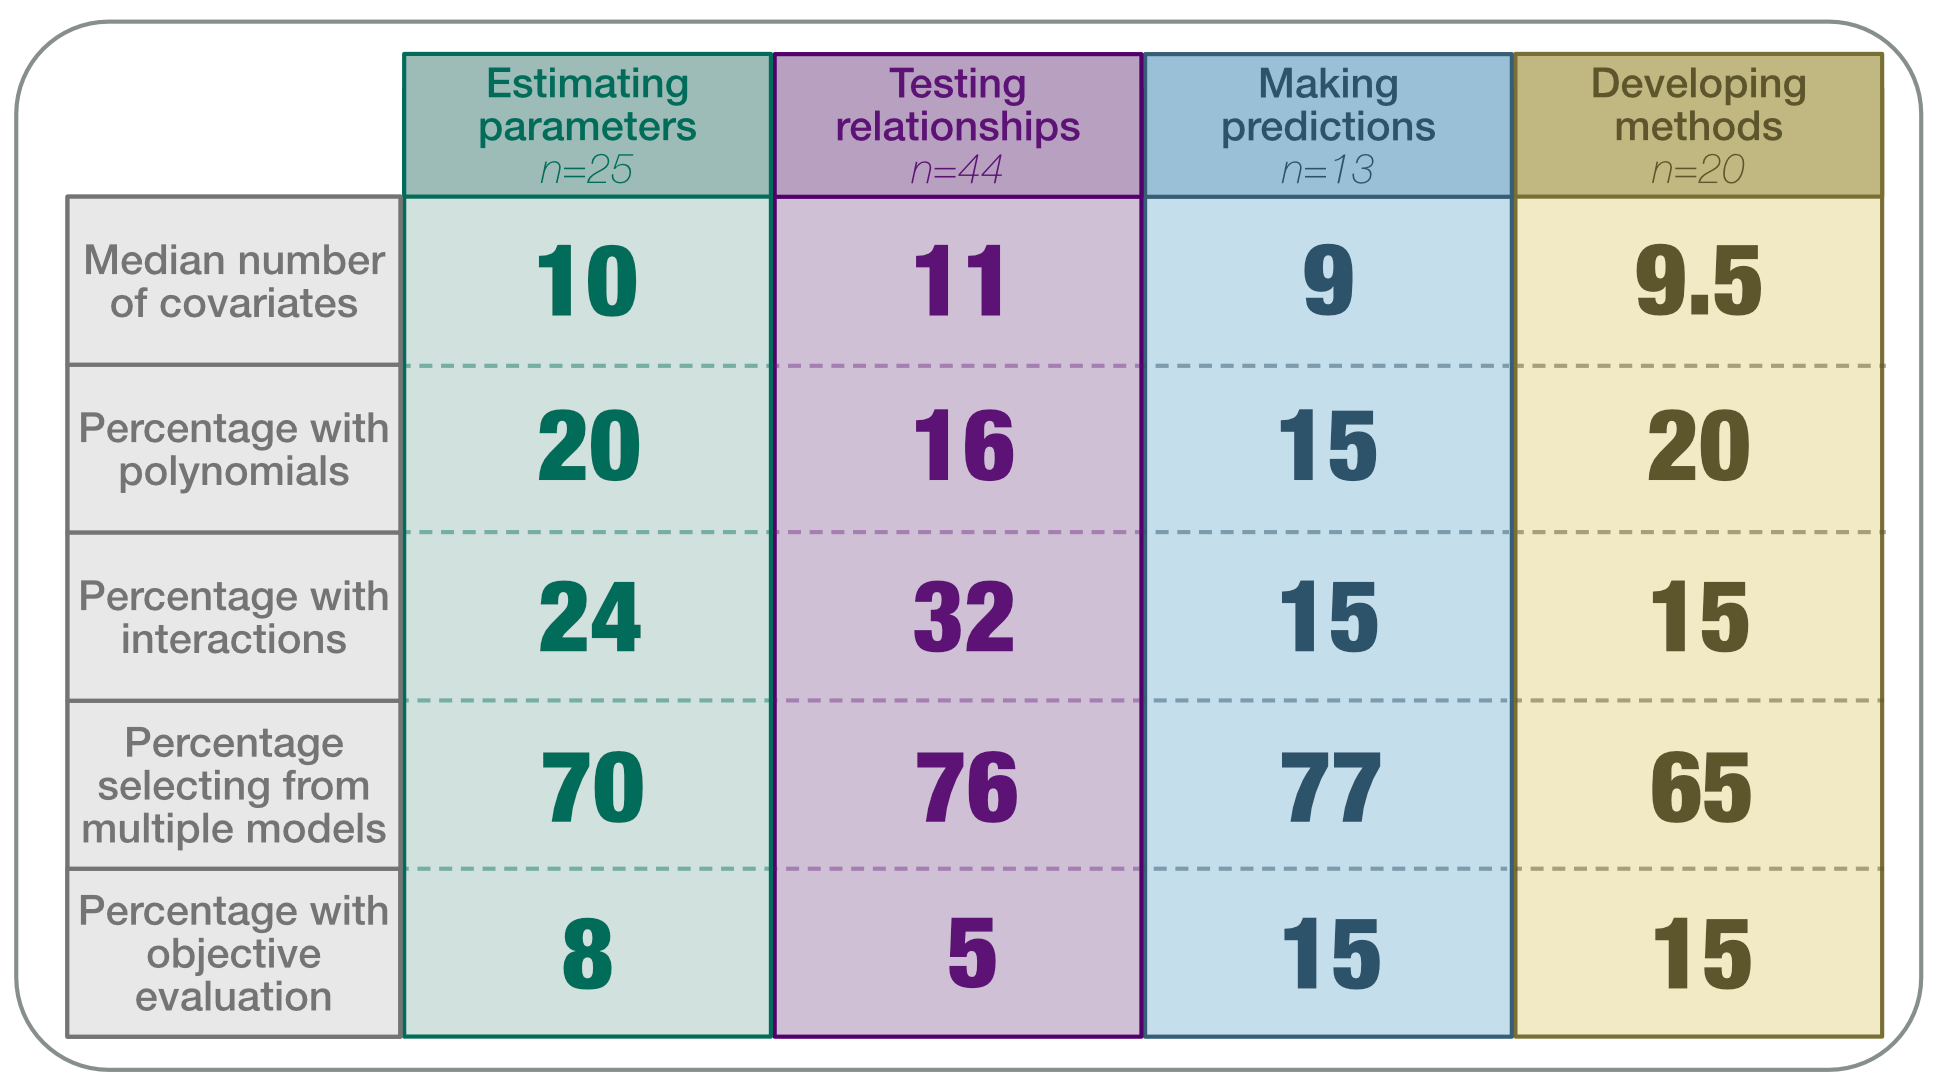 Estimating
parameters
n=25
Testing
relationships
n=44
Making
predictions
n=13
Developing
methods
n=20
Median number
of covariates
10
11
9
9.5
Percentage with
polynomials
20
16
15
20
Percentage with
interactions
24
32
15
15
Percentage
selecting from
multiple models
70
76
77
65
Percentage with
objective
evaluation
8
5
15
15